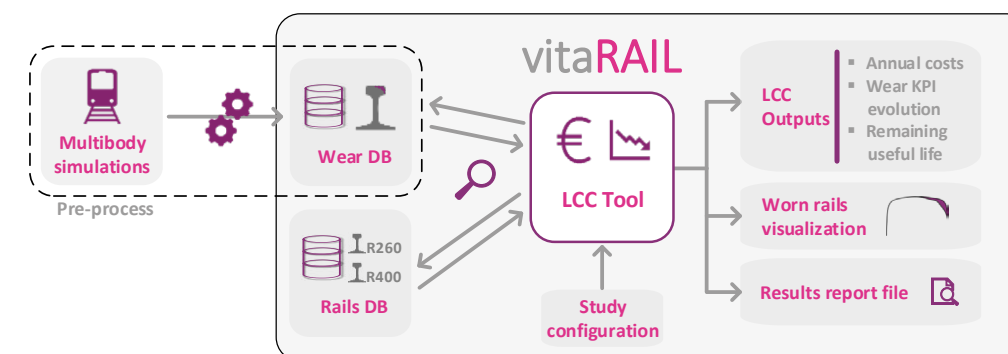 vitaRAIL
Multibody
simulations
Pre-process
Wear DB
R260
R400
Rails DB
€
LCC Tool
Study
configuration
LCC
Outputs
▪ Annual costs
▪ Wear KPI
evolution
▪ Remaining
useful life
Worn rails
visualization
Results report file